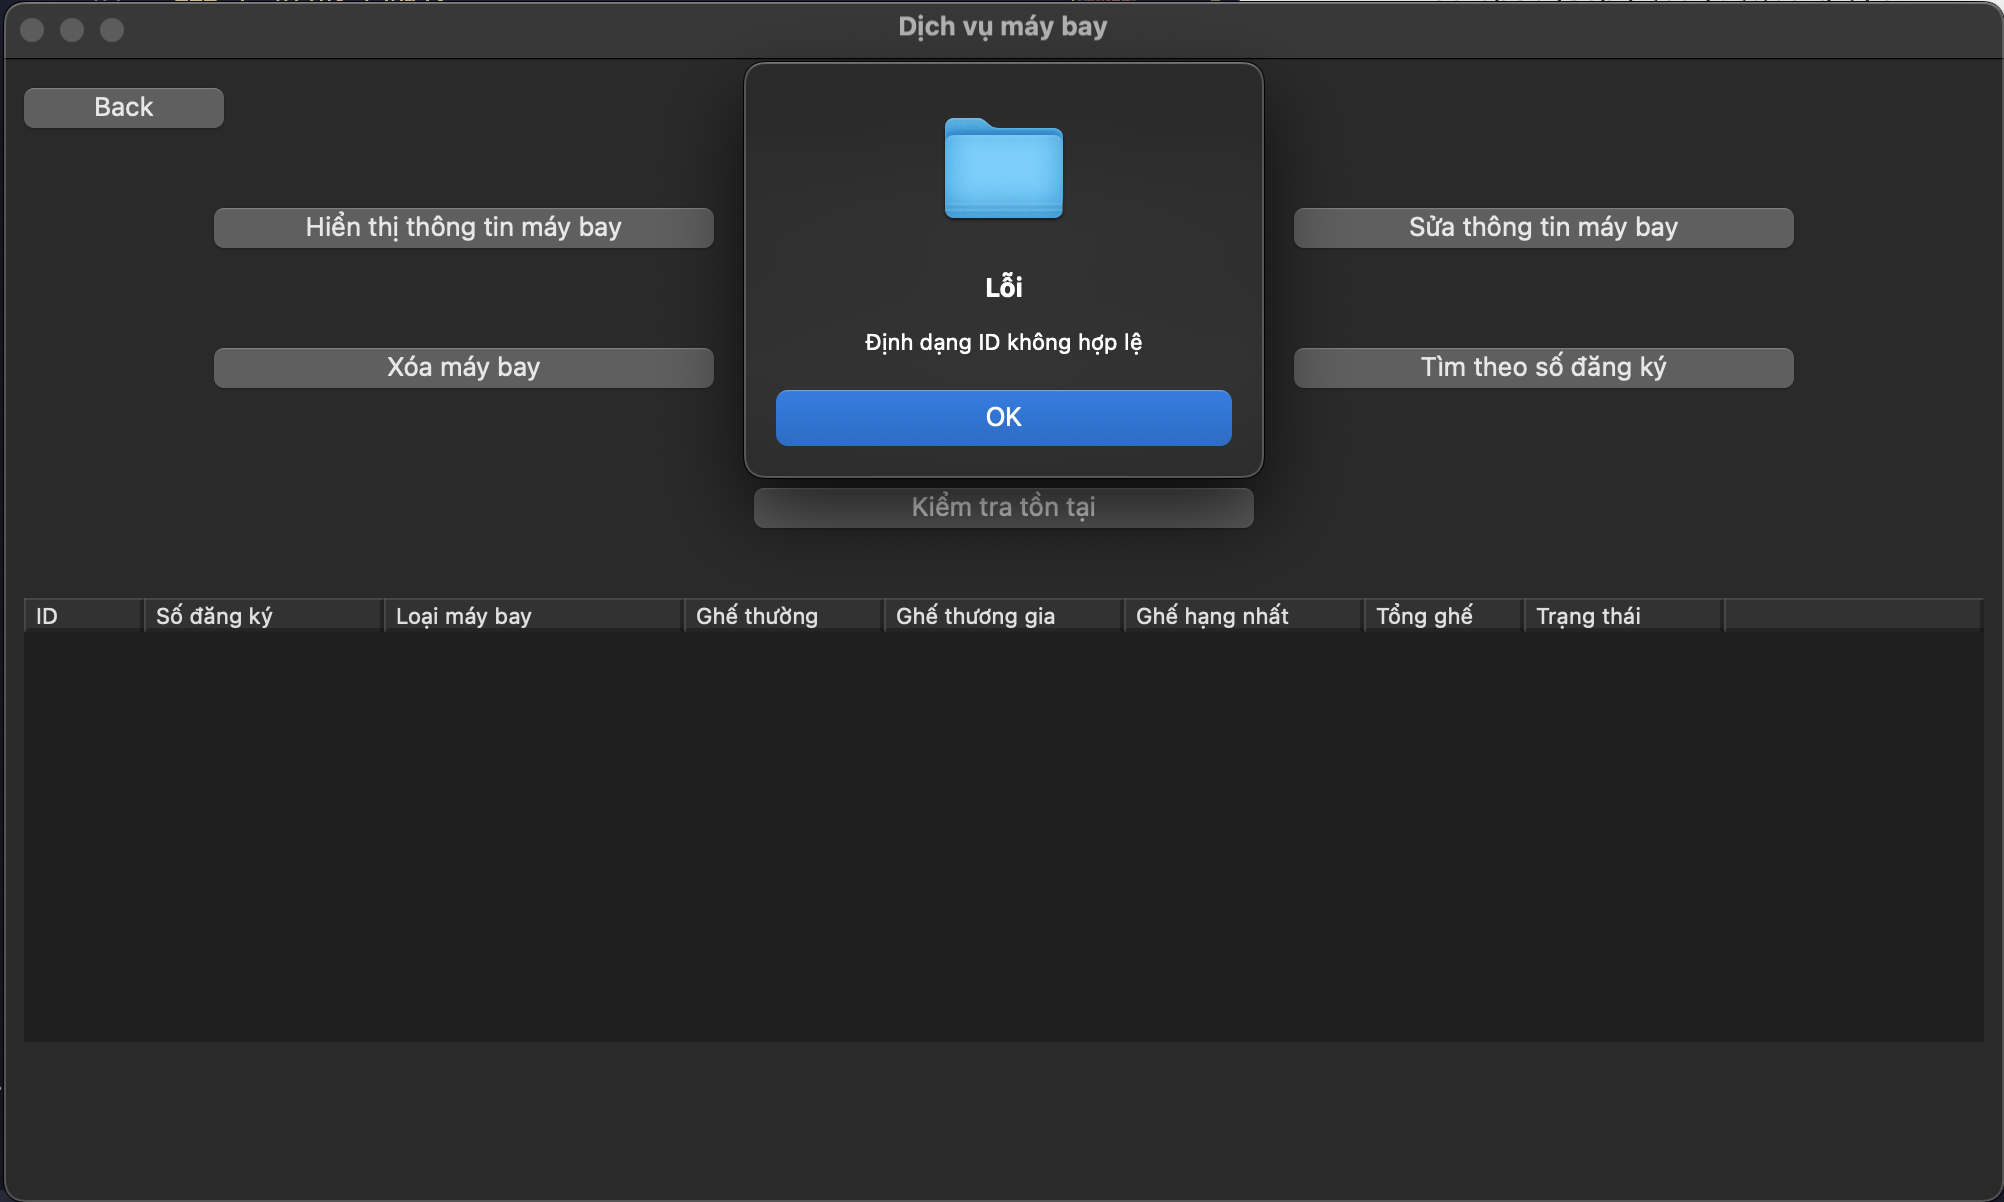 Dịch vụ máy bay
Back
Hiển thị thông tin máy bay
Sửa thông tin máy bay
Lỗi
Định dạng ID không hợp lệ
Xóa máy bay
Tìm theo số đăng ký
OK
Kiểm tra tồn tại
ID Số đăng ký Loại máy bay Ghế thường Ghế thương gia Ghế hạng nhất Tổng ghế Trạng thái